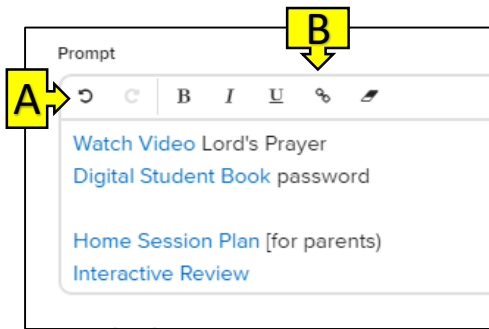 B
Prompt
A
B I U
Watch Video Lord's Prayer
Digital Student Book password
Home Session Plan [for parents)
Interactive Review